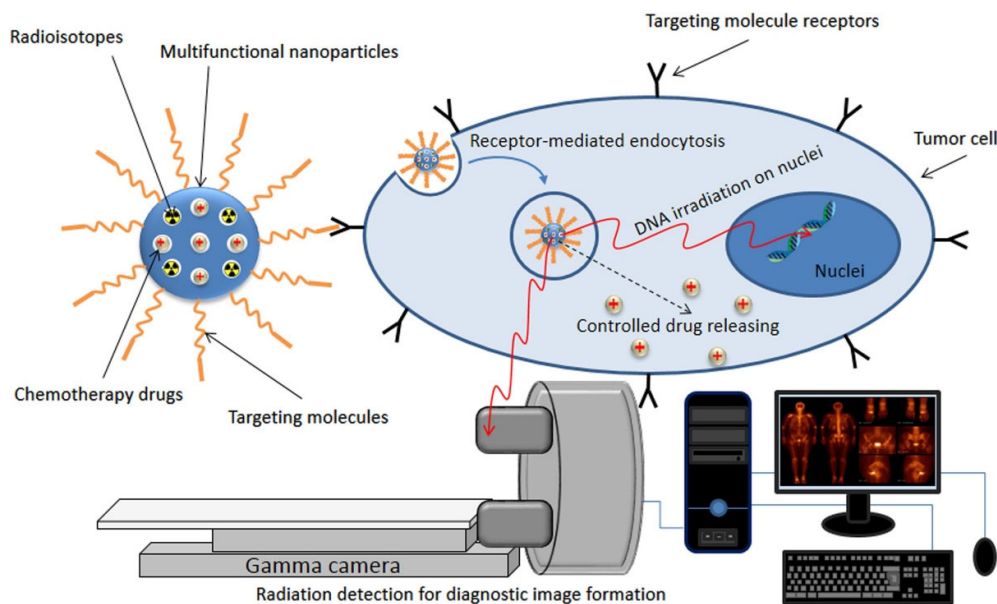 Targeting molecule receptors
Radioisotopes
Multifunctional nanoparticles
Receptor-mediated endocytosis
Tumor cell
DNA irradiation on nuclei
Nuclei
Controlled drug releasing
Chemotherapy drugs
Targeting molecules
Gamma camera
Radiation detection for diagnostic image formation